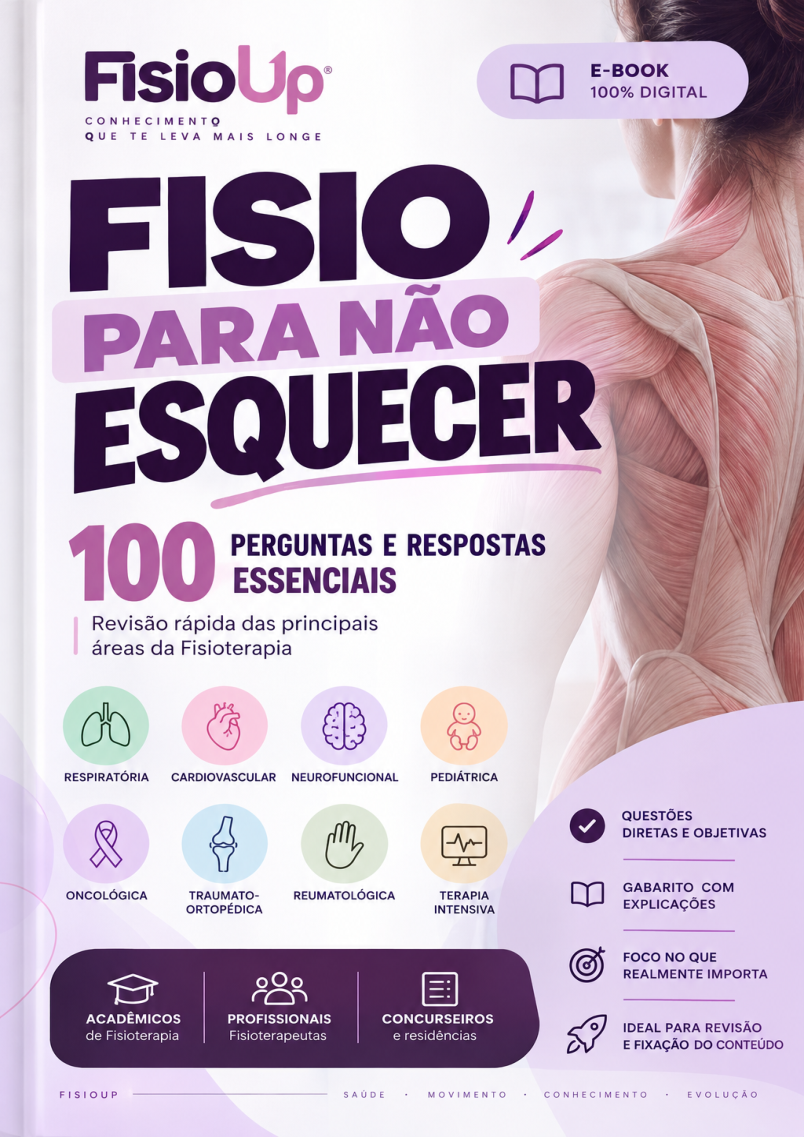 FisioUp®
CONHECIMENTO
QUE TE LEVA MAIS LONGE
E-BOOK
100% DIGITAL
FISIO
PARA NÃO
ESQUECER
100 PERGUNTAS E RESPOSTAS
ESSENCIAIS
Revisão rápida das principais
áreas da Fisioterapia
RESPIRATÓRIA
CARDIOVASCULAR
NEUROFUNCIONAL
PEDIÁTRICA
ONCOLÓGICA
TRAUMATO-
ORTOPÉDICA
REUMATOLÓGICA
TERAPIA
INTENSIVA
QUESTÕES
DIRETAS E OBJETIVAS
GABARITO COM
EXPLICAÇÕES
FOCO NO QUE
REALMENTE IMPORTA
IDEAL PARA REVISÃO
E FIXAÇÃO DO CONTEÚDO
ACADÊMICOS
de Fisioterapia
PROFISSIONAIS
Fisioterapeutas
CONCURSEIROS
e residências
FISIOUP
SAÚDE · MOVIMENTO · CONHECIMENTO · EVOLUÇÃO